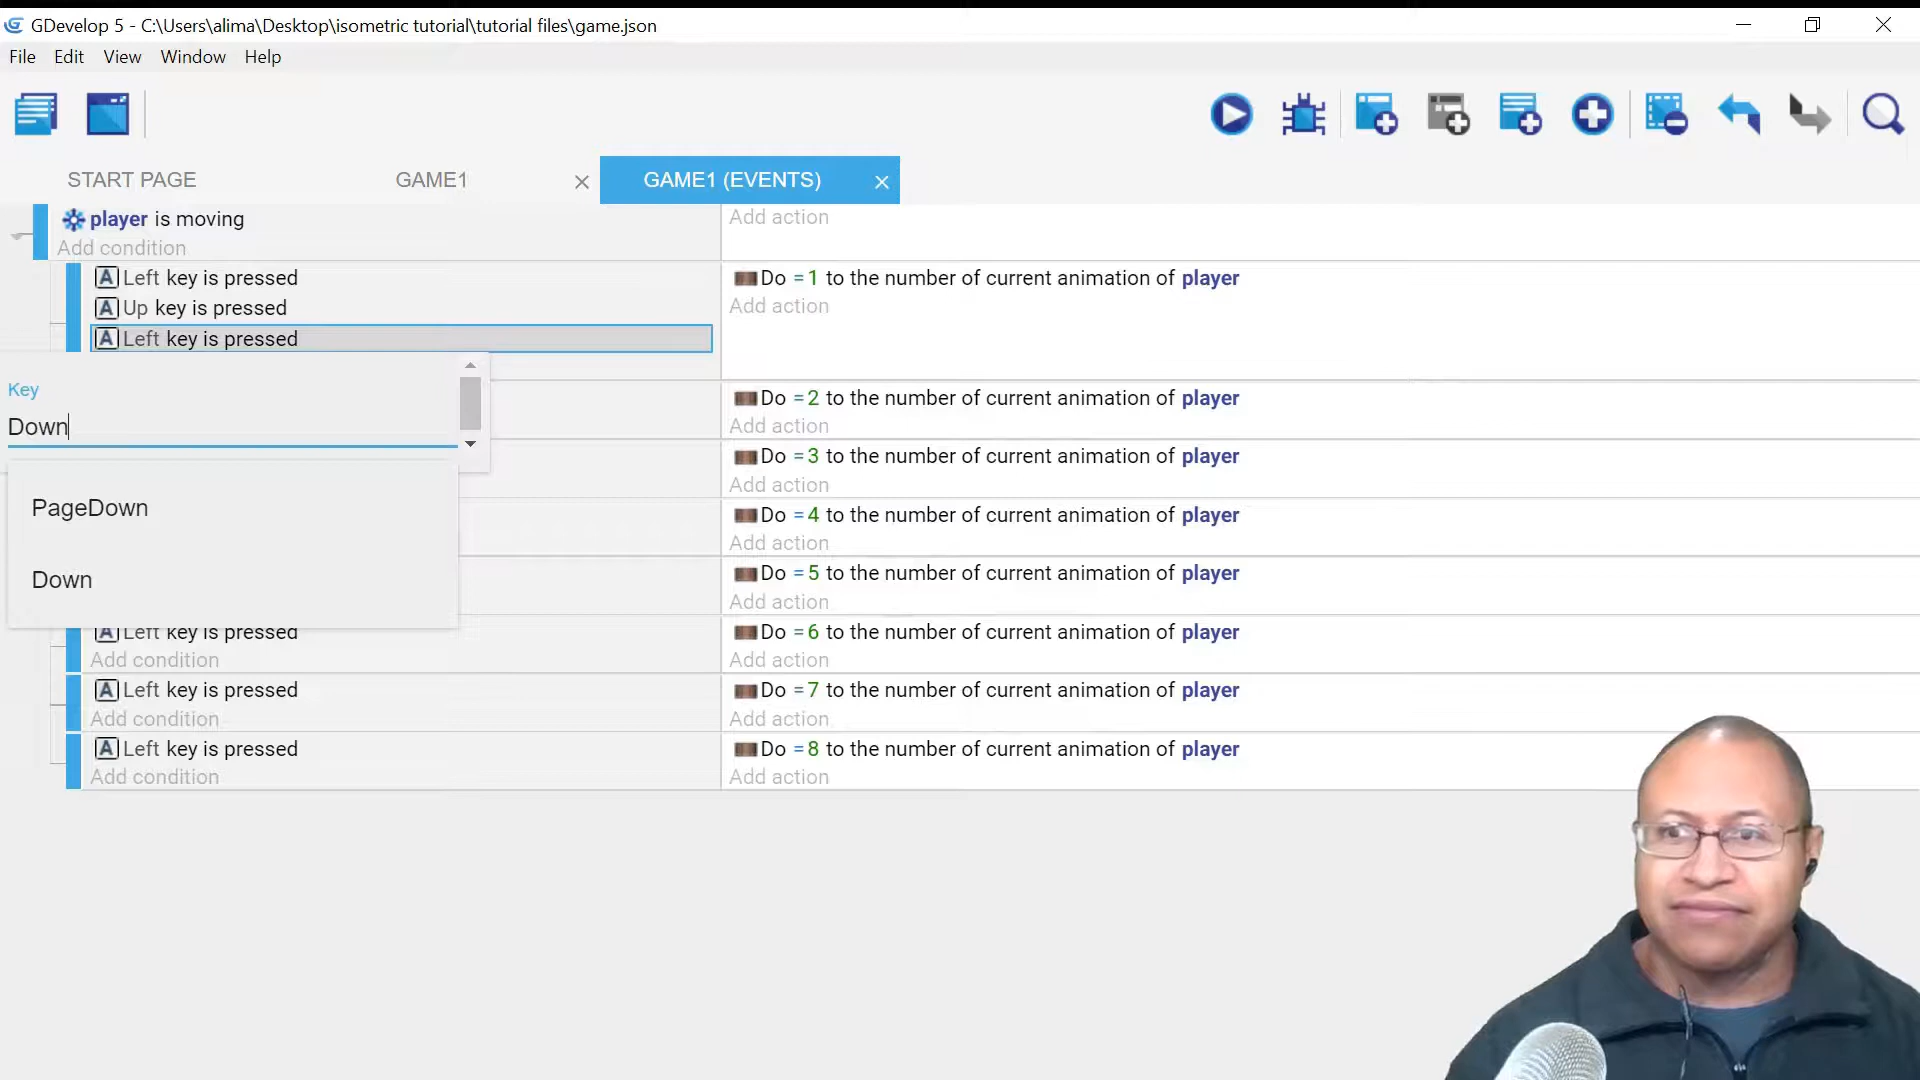 GDevelop 5 - C:\Users\alima\Desktop\isometric tutorial\tutorial files\game.json
File Edit View Window Help
START PAGE GAME1 GAME1 (EVENTS)
player is moving Add action
Add condition
A Left key is pressed Do =1 to the number of current animation of player
A Up key is pressed Add action
A Left key is pressed
Key
Down
PageDown
Down
Do =2 to the number of current animation of player
Add action
Do =3 to the number of current animation of player
Add action
Do =4 to the number of current animation of player
Add action
Do =5 to the number of current animation of player
Add action
A Left key is pressed Do =6 to the number of current animation of player
Add condition Add action
A Left key is pressed Do =7 to the number of current animation of player
Add condition Add action
A Left key is pressed Do =8 to the number of current animation of player
Add condition Add action